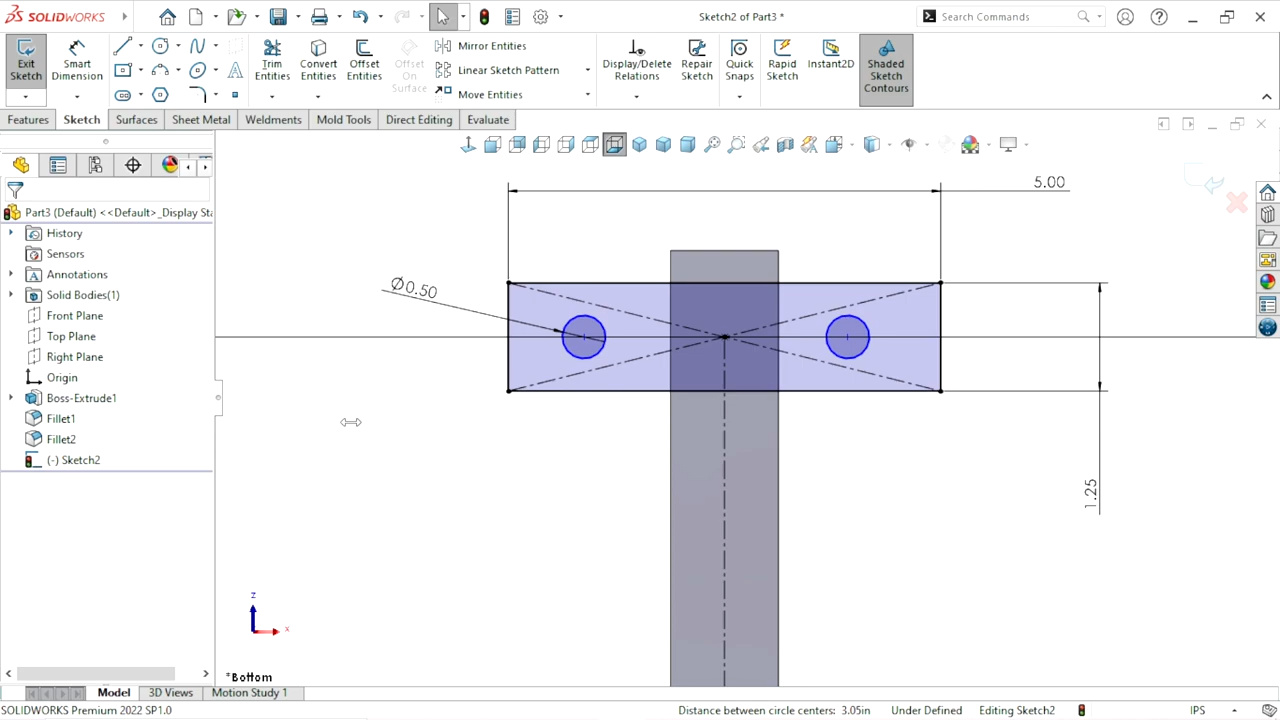 SOLIDWORKS
Sketch2 of Part3 *
Search Commands
Exit Sketch
Smart Dimension
Trim Entities
Convert Entities
Offset Entities
Offset On Surface
Mirror Entities
Linear Sketch Pattern
Move Entities
Display/Delete Relations
Repair Sketch
Quick Snaps
Rapid Sketch
Instant2D
Shaded Sketch Contours
Features
Sketch
Surfaces
Sheet Metal
Weldments
Mold Tools
Direct Editing
Evaluate
Part3 (Default) <<Default>_Display Sta
History
Sensors
Annotations
Solid Bodies(1)
Front Plane
Top Plane
Right Plane
Origin
Boss-Extrude1
Fillet1
Fillet2
(-) Sketch2
5.00
Ø0.50
1.25
z
x
*Bottom
Model
3D Views
Motion Study 1
SOLIDWORKS Premium 2022 SP1.0
Distance between circle centers: 3.05in
Under Defined
Editing Sketch2
IPS